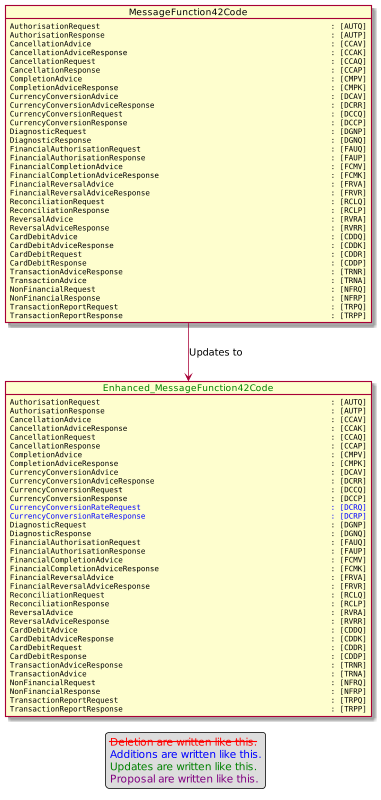 MessageFunction42Code
AuthorisationRequest : [AUTQ]
AuthorisationResponse : [AUTP]
CancellationAdvice : [CCAV]
CancellationAdviceResponse : [CCAK]
CancellationRequest : [CCAQ]
CancellationResponse : [CCAP]
CompletionAdvice : [CMPV]
CompletionAdviceResponse : [CMPK]
CurrencyConversionAdvice : [DCAV]
CurrencyConversionAdviceResponse : [DCRR]
CurrencyConversionRequest : [DCCQ]
CurrencyConversionResponse : [DCCP]
DiagnosticRequest : [DGNP]
DiagnosticResponse : [DGNQ]
FinancialAuthorisationRequest : [FAUQ]
FinancialAuthorisationResponse : [FAUP]
FinancialCompletionAdvice : [FCMV]
FinancialCompletionAdviceResponse : [FCMK]
FinancialReversalAdvice : [FRVA]
FinancialReversalAdviceResponse : [FRVR]
ReconciliationRequest : [RCLQ]
ReconciliationResponse : [RCLP]
ReversalAdvice : [RVRA]
ReversalAdviceResponse : [RVRR]
CardDebitAdvice : [CDDQ]
CardDebitAdviceResponse : [CDDK]
CardDebitRequest : [CDDR]
CardDebitResponse : [CDDP]
TransactionAdviceResponse : [TRNR]
TransactionAdvice : [TRNA]
NonFinancialRequest : [NFRQ]
NonFinancialResponse : [NFRP]
TransactionReportRequest : [TRPQ]
TransactionReportResponse : [TRPP]
Updates to
Enhanced_MessageFunction42Code
AuthorisationRequest : [AUTQ]
AuthorisationResponse : [AUTP]
CancellationAdvice : [CCAV]
CancellationAdviceResponse : [CCAK]
CancellationRequest : [CCAQ]
CancellationResponse : [CCAP]
CompletionAdvice : [CMPV]
CompletionAdviceResponse : [CMPK]
CurrencyConversionAdvice : [DCAV]
CurrencyConversionAdviceResponse : [DCRR]
CurrencyConversionRequest : [DCCQ]
CurrencyConversionResponse : [DCCP]
CurrencyConversionRateRequest : [DCRQ]
CurrencyConversionRateResponse : [DCRP]
DiagnosticRequest : [DGNP]
DiagnosticResponse : [DGNQ]
FinancialAuthorisationRequest : [FAUQ]
FinancialAuthorisationResponse : [FAUP]
FinancialCompletionAdvice : [FCMV]
FinancialCompletionAdviceResponse : [FCMK]
FinancialReversalAdvice : [FRVA]
FinancialReversalAdviceResponse : [FRVR]
ReconciliationRequest : [RCLQ]
ReconciliationResponse : [RCLP]
ReversalAdvice : [RVRA]
ReversalAdviceResponse : [RVRR]
CardDebitAdvice : [CDDQ]
CardDebitAdviceResponse : [CDDK]
CardDebitRequest : [CDDR]
CardDebitResponse : [CDDP]
TransactionAdviceResponse : [TRNR]
TransactionAdvice : [TRNA]
NonFinancialRequest : [NFRQ]
NonFinancialResponse : [NFRP]
TransactionReportRequest : [TRPQ]
TransactionReportResponse : [TRPP]
Deletion are written like this.
Additions are written like this.
Updates are written like this.
Proposal are written like this.